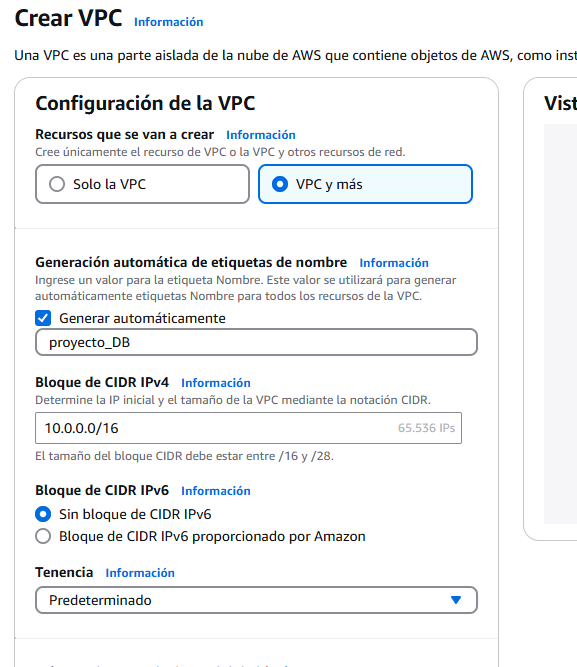 Crear VPC Información
Una VPC es una parte aislada de la nube de AWS que contiene objetos de AWS, como
Configuración de la VPC
Recursos que se van a crear Información
Cree únicamente el recurso de VPC o la VPC y otros recursos de red.
Solo la VPC
VPC y más
Generación automática de etiquetas de nombre Información
Ingrese un valor para la etiqueta Nombre. Este valor se utilizará para generar
automáticamente etiquetas Nombre para todos los recursos de la VPC.
Generar automáticamente
proyecto_DB
Bloque de CIDR IPv4 Información
Determine la IP inicial y el tamaño de la VPC mediante la notación CIDR.
10.0.0.0/16 65.536 IPs
El tamaño del bloque CIDR debe estar entre /16 y /28.
Bloque de CIDR IPv6 Información
Sin bloque de CIDR IPv6
Bloque de CIDR IPv6 proporcionado por Amazon
Tenencia Información
Predeterminado